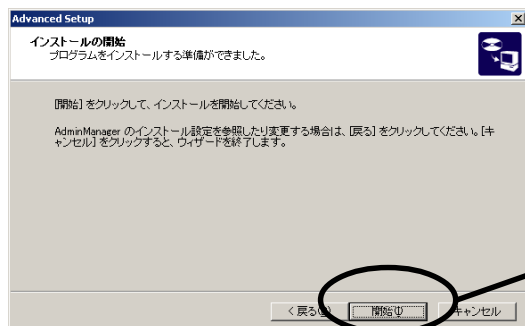 Advanced Setup
インストールの開始
プログラムをインストールする準備ができました。
[開始] をクリックして、インストールを開始してください。
AdminManager のインストール設定を参照したり変更する場合は、[戻る] をクリックしてください。[キ
ャンセル] をクリックすると、ウィザードを終了します。
< 戻る 開始(I) キャンセル